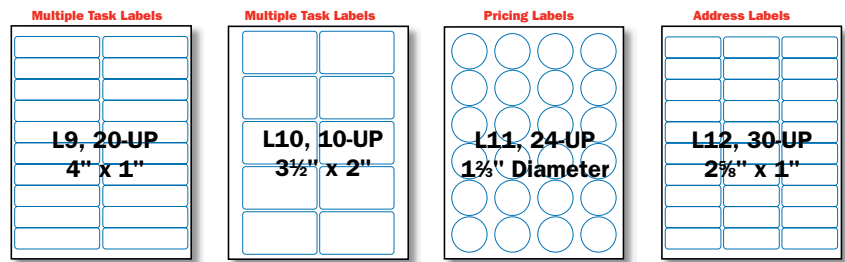 Multiple Task Labels
L9, 20-UP
4" x 1"
Multiple Task Labels
L10, 10-UP
3½" x 2"
Pricing Labels
L11, 24-UP
1⅔" Diameter
Address Labels
L12, 30-UP
2⅝" x 1"